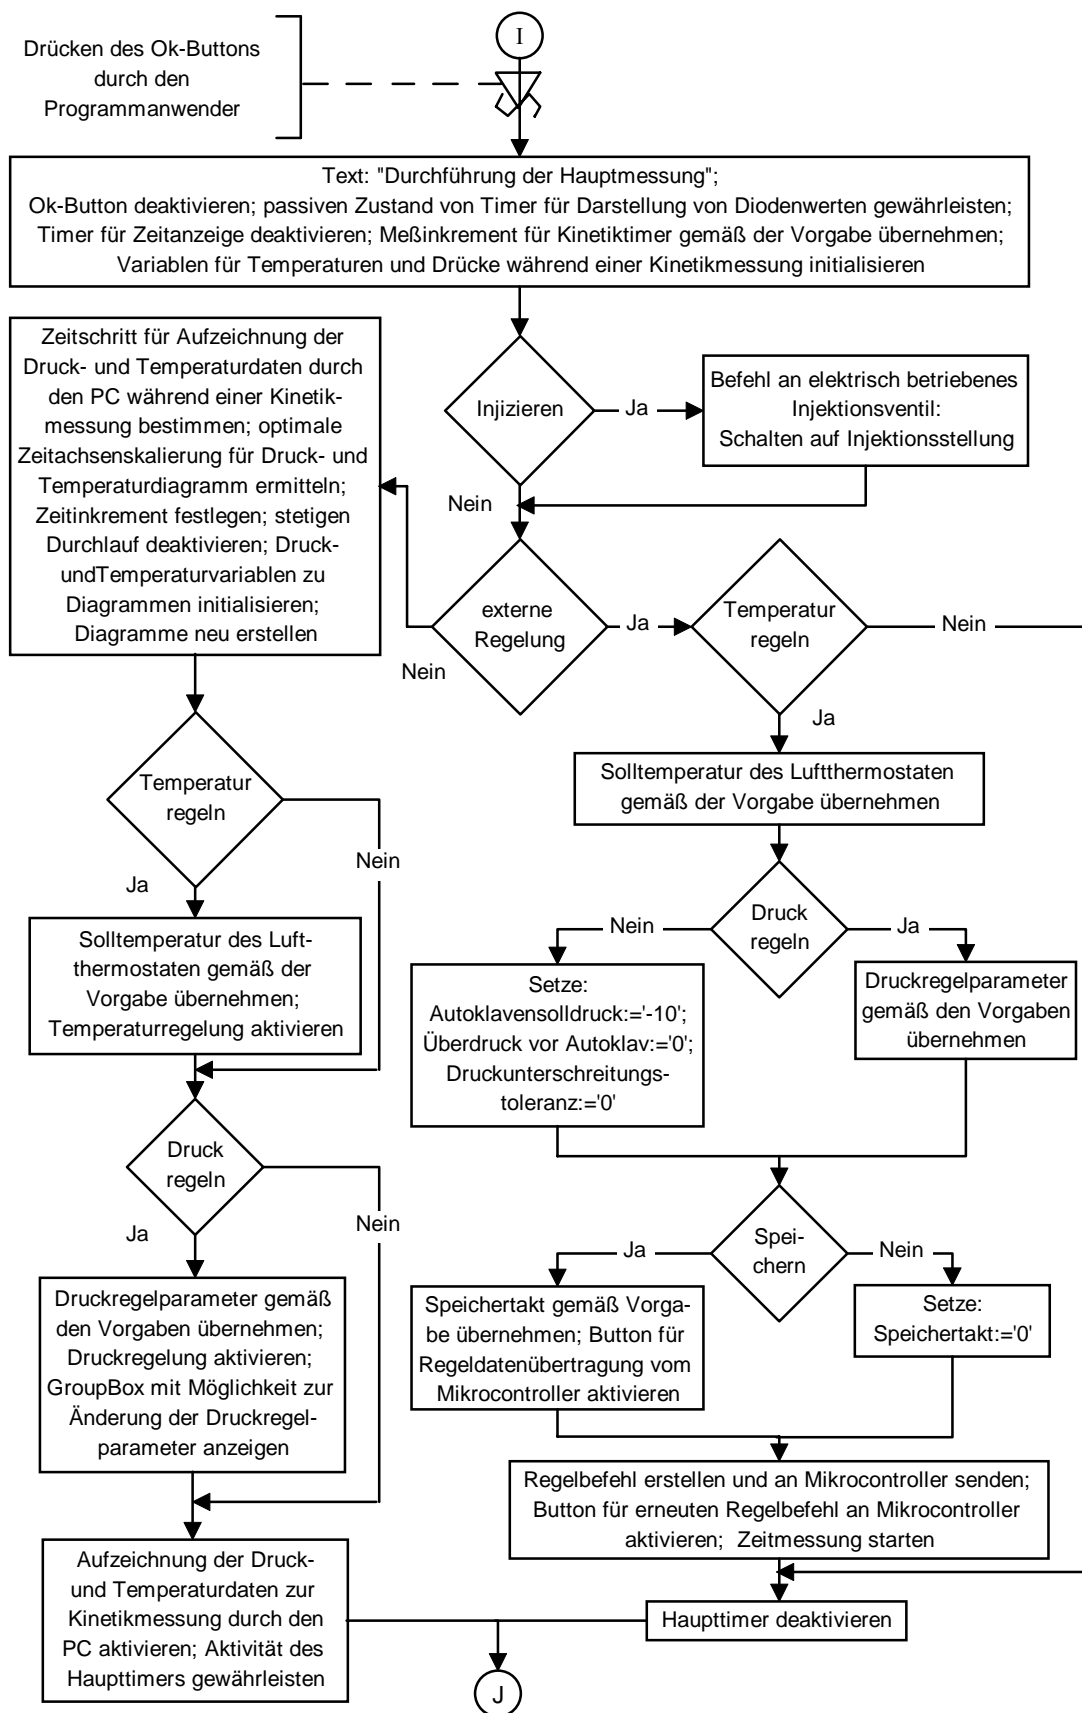 I
Drücken des Ok-Buttons
durch den
Programmanwender
Text: "Durchführung der Hauptmessung";
Ok-Button deaktivieren; passiven Zustand von Timer für Darstellung von Diodenwerten gewährleisten;
Timer für Zeitanzeige deaktivieren; Meßinkrement für Kinetiktimer gemäß der Vorgabe übernehmen;
Variablen für Temperaturen und Drücke während einer Kinetikmessung initialisieren
Injizieren
Ja
Befehl an elektrisch betriebenes
Injektionsventil:
Schalten auf Injektionsstellung
Nein
externe
Regelung
Ja
Nein
Zeitschritt für Aufzeichnung der
Druck- und Temperaturdaten durch
den PC während einer Kinetik-
messung bestimmen; optimale
Zeitachsenskalierung für Druck- und
Temperaturdiagramm ermitteln;
Zeitinkrement festlegen; stetigen
Durchlauf deaktivieren; Druck-
undTemperaturvariablen zu
Diagrammen initialisieren;
Diagramme neu erstellen
Temperatur
regeln
Nein
Ja
Solltemperatur des Luft-
thermostaten gemäß der
Vorgabe übernehmen;
Temperaturregelung aktivieren
Druck
regeln
Nein
Ja
Druckregelparameter gemäß
den Vorgaben übernehmen;
Druckregelung aktivieren;
GroupBox mit Möglichkeit zur
Änderung der Druckregel-
parameter anzeigen
Aufzeichnung der Druck-
und Temperaturdaten zur
Kinetikmessung durch den
PC aktivieren; Aktivität des
Haupttimers gewährleisten
Temperatur
regeln
Nein
Ja
Solltemperatur des Luftthermostaten
gemäß der Vorgabe übernehmen
Druck
regeln
Nein
Ja
Setze:
Autoklavensolldruck:='-10';
Überdruck vor Autoklav:='0';
Druckunterschreitungs-
toleranz:='0'
Druckregelparameter
gemäß den Vorgaben
übernehmen
Spei-
chern
Ja
Nein
Speichertakt gemäß Vorga-
be übernehmen; Button für
Regeldatenübertragung vom
Mikrocontroller aktivieren
Setze:
Speichertakt:='0'
Regelbefehl erstellen und an Mikrocontroller senden;
Button für erneuten Regelbefehl an Mikrocontroller
aktivieren; Zeitmessung starten
Haupttimer deaktivieren
J